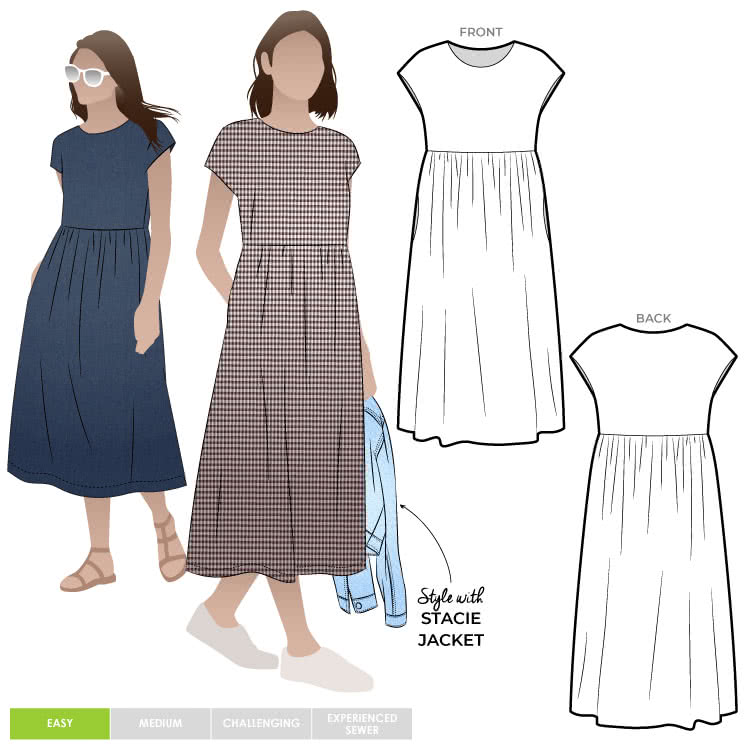 FRONT
BACK
Style with
STACIE
JACKET
EASY
MEDIUM
CHALLENGING
EXPERIENCED
SEWER